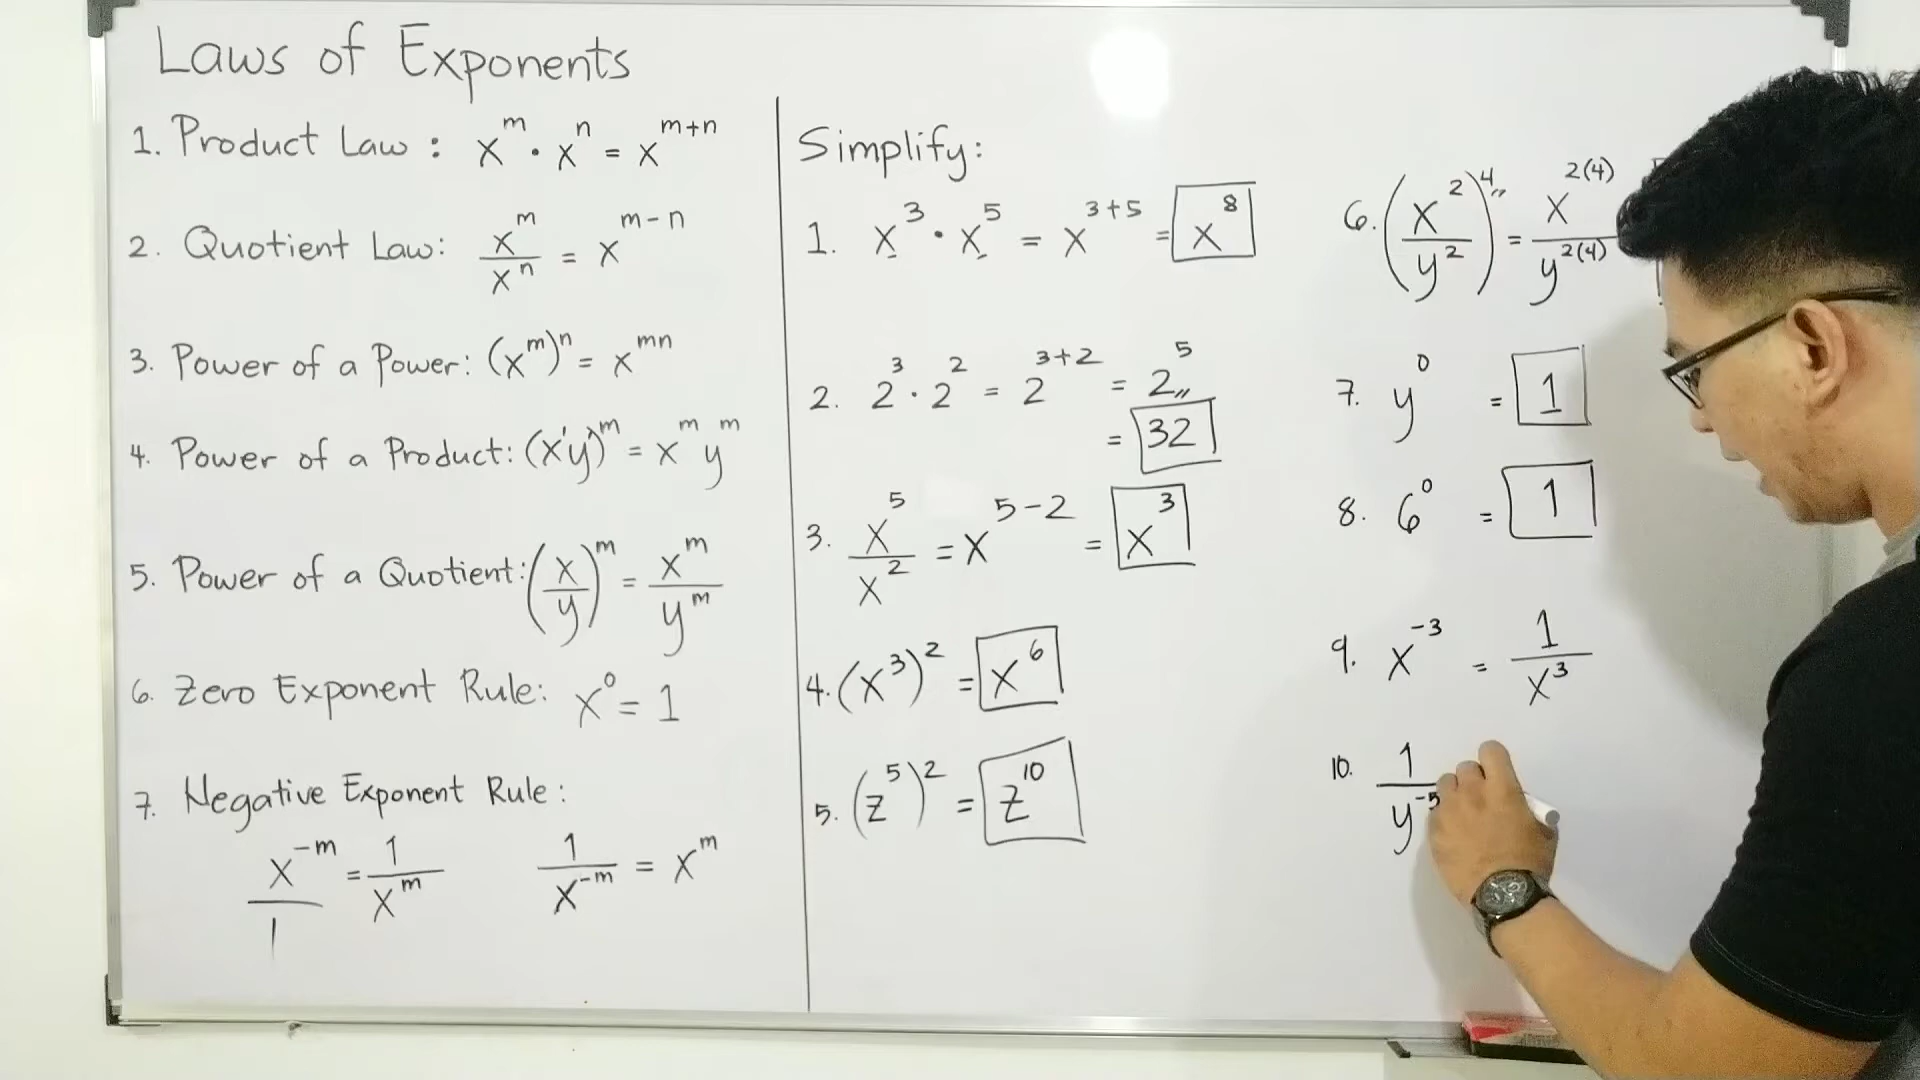 Laws of Exponents
1. Product Law : x^m · x^n = x^(m+n)
2. Quotient Law: x^m / x^n = x^(m-n)
3. Power of a Power: (x^m)^n = x^(mn)
4. Power of a Product: (x'y')^m = x^m y^m
5. Power of a Quotient: (x/y)^m = x^m / y^m
6. Zero Exponent Rule: x^0 = 1
7. Negative Exponent Rule:
x^(-m) / 1 = 1 / x^m    1 / x^(-m) = x^m
Simplify:
1. x^3 · x^5 = x^(3+5) = x^8
2. 2^3 · 2^2 = 2^(3+2) = 2^5
= 32
3. x^5 / x^2 = x^(5-2) = x^3
4. (x^3)^2 = x^6
5. (z^5)^2 = z^10
6. (x^2 / y^2)^4 = x^2(4) / y^2(4)
7. y^0 = 1
8. 6^0 = 1
9. x^(-3) = 1 / x^3
10. 1 / y^(-5)